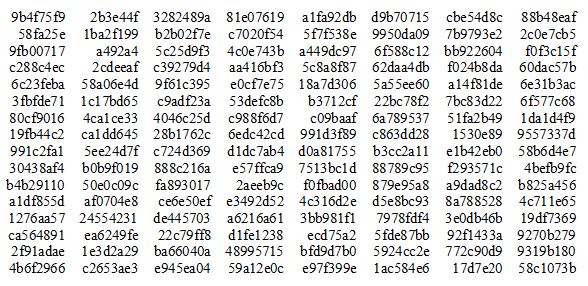 9b4f75f9 2b3e44f 3282489a 81e07619 a1fa92db d9b70715 cbe54d8c 88b48eaf
58fa25e 1ba2f199 b2b02f7e c7020f54 5f7f538e 9950da09 7b9793e2 2c0e7cb5
9fb00717 a492a4 5c25d9f3 4c0e743b a449dc97 6f588c12 bb922604 f0f3c15f
c288c4ec 2cdeeaf c39279d4 aa416bf3 5c8a8f87 62daa4db f024b8da 60dac57b
6c23feba 58a06e4d 9f61c395 e0cf7e75 18a7d306 5a55ee60 a14f81de 6e31b3ac
3fbfde71 1c17bd65 c9adf23a 53defc8b b3712cf 22bc78f2 7bc83d22 6f577c68
80cf9016 4ca1ce33 4046c25d c988f6d7 c09baaf 6a789537 51fa2b49 1da1d4f9
19fb44c2 ca1dd645 28b1762c 6edc42cd 991d3f89 c863dd28 1530e89 9557337d
991c2fa1 5ee24d7f c724d369 d1dc7ab4 d0a81755 b3cc2a11 e1b42eb0 58b6d4e7
30438af4 b0b9f019 888c216a e57ffca9 7513bc1d 88789c95 f293571c 4befb9fc
b4b29110 50e0c09c fa893017 2aeeb9c f0fbad00 879e95a8 a9dad8c2 b825a456
a1df855d af0704e8 ce6e50ef e3492d52 4c316d2e d5e8bc93 8a788528 4c711e65
1276aa57 24554231 de445703 a6216a61 3bb981f1 7978fdf4 3e0db46b 19df7369
ca564891 ea6249fe 22c79ff8 d1fe1238 ecd75a2 5fde87bb 92f1433a 9270b279
2f91adae 1e3d2a29 ba66040a 48995715 bfd9d7b0 5924cc2e 772c90d9 9319b180
4b6f2966 c2653ae3 e945ea04 59a12e0c e97f399e 1ac584e6 17d7e20 58c1073b